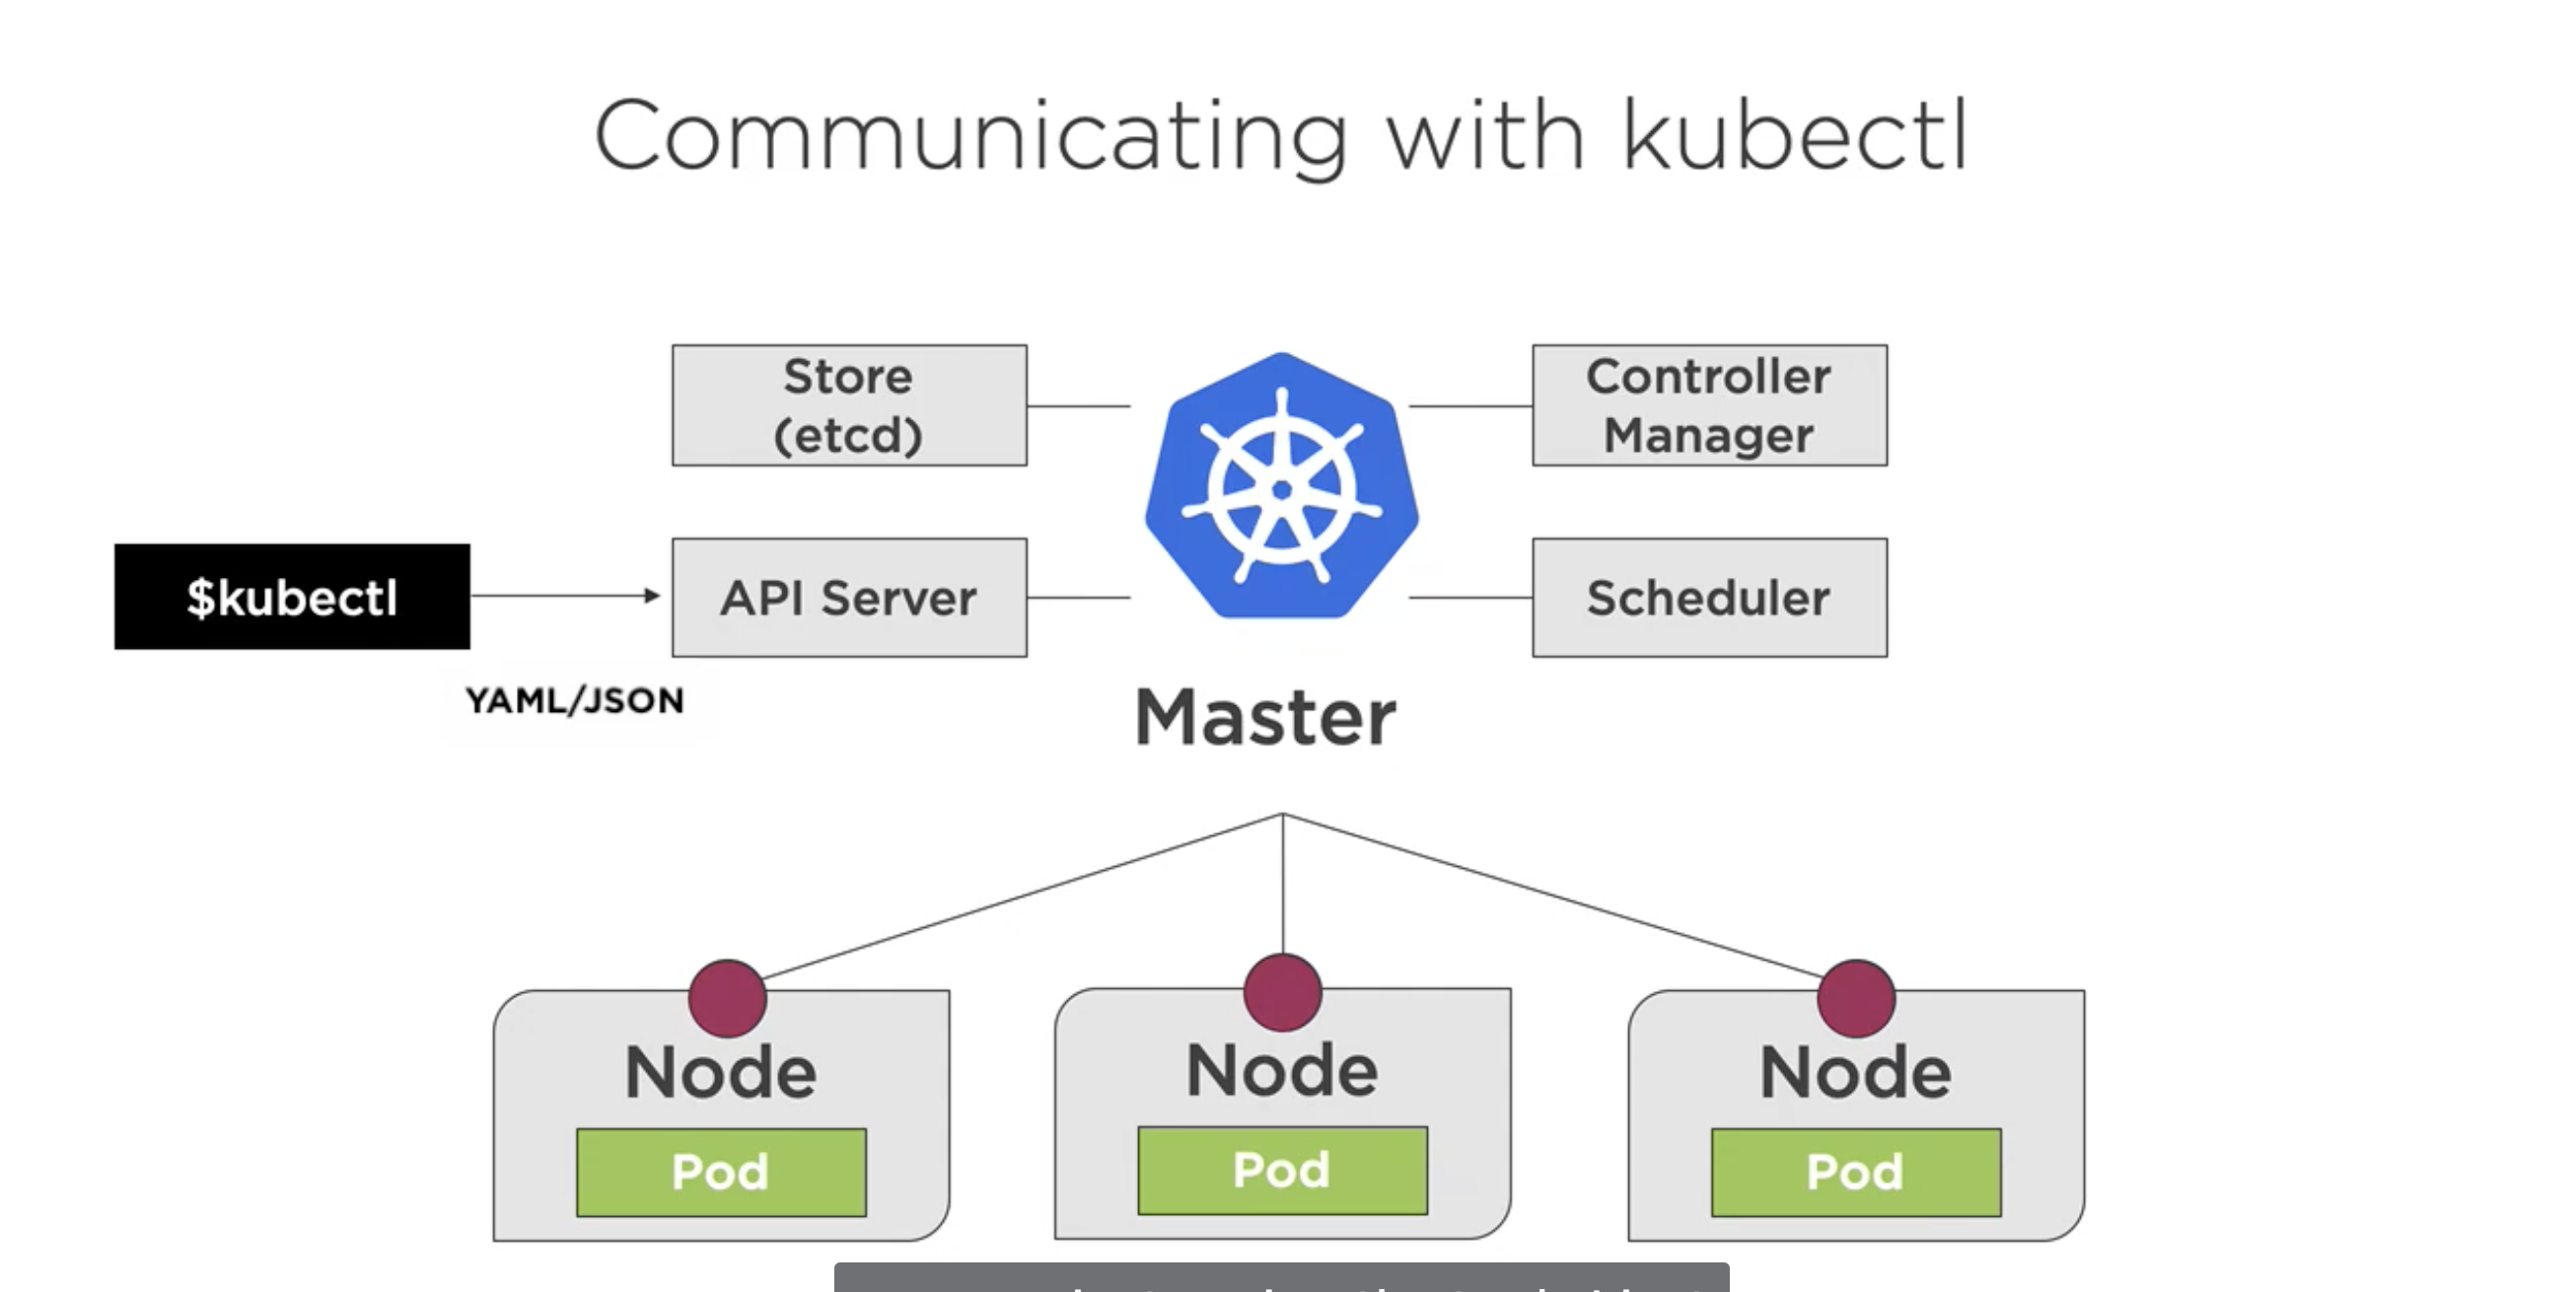 Communicating with kubectl
Store
(etcd)
Controller
Manager
$kubectl
API Server
Scheduler
YAML/JSON
Master
Node
Node
Node
Pod
Pod
Pod